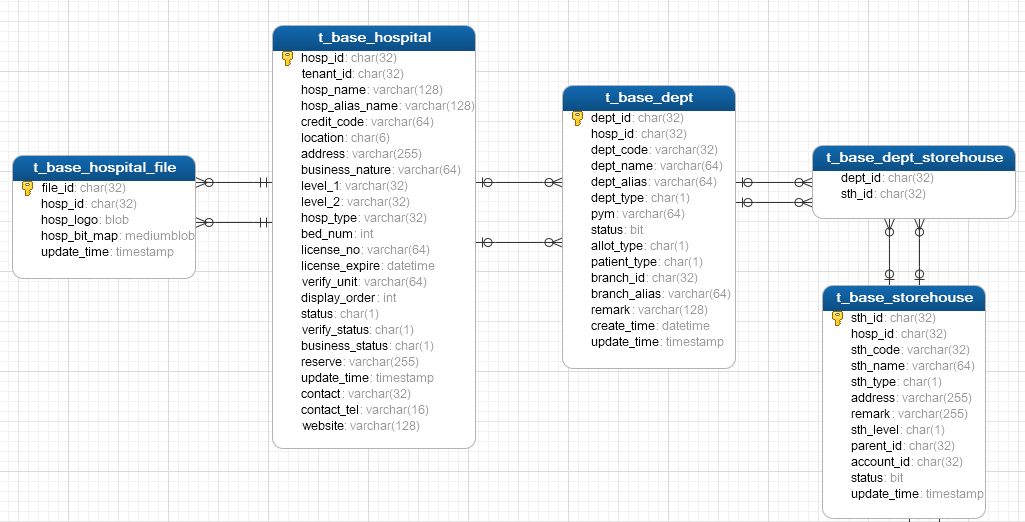 t_base_hospital
hosp_id: char(32)
tenant_id: char(32)
hosp_name: varchar(128)
hosp_alias_name: varchar(128)
credit_code: varchar(64)
location: char(6)
address: varchar(255)
business_nature: varchar(64)
level_1: varchar(32)
level_2: varchar(32)
hosp_type: varchar(32)
bed_num: int
license_no: varchar(64)
license_expire: datetime
verify_unit: varchar(64)
display_order: int
status: char(1)
verify_status: char(1)
business_status: char(1)
reserve: varchar(255)
update_time: timestamp
contact: varchar(32)
contact_tel: varchar(16)
website: varchar(128)
t_base_hospital_file
file_id: char(32)
hosp_id: char(32)
hosp_logo: blob
hosp_bit_map: mediumblob
update_time: timestamp
t_base_dept
dept_id: char(32)
hosp_id: char(32)
dept_code: varchar(32)
dept_name: varchar(64)
dept_alias: varchar(64)
dept_type: char(1)
pym: varchar(64)
status: bit
allot_type: char(1)
patient_type: char(1)
branch_id: char(32)
branch_alias: varchar(64)
remark: varchar(128)
create_time: datetime
update_time: timestamp
t_base_dept_storehouse
dept_id: char(32)
sth_id: char(32)
t_base_storehouse
sth_id: char(32)
hosp_id: char(32)
sth_code: varchar(32)
sth_name: varchar(64)
sth_type: char(1)
address: varchar(255)
remark: varchar(255)
sth_level: char(1)
parent_id: char(32)
account_id: char(32)
status: bit
update_time: timestamp